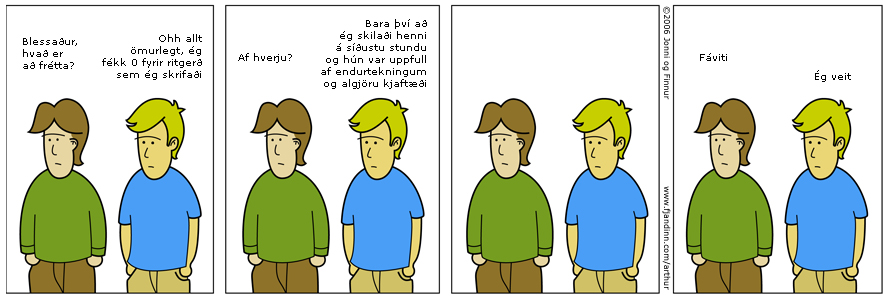 Blessaður,
hvað er
að frétta?
Ohh allt
ömurlegt, ég
fékk 0 fyrir ritgerð
sem ég skrifaði
Af hverju?
Bara því að
ég skilaði henni
á síðustu stundu
og hún var uppfull
af endurtekningum
og algjöru kjaftæði
©2006 Jonni og Finnur
www.fjandinn.com/arthur
Fáviti
Ég veit